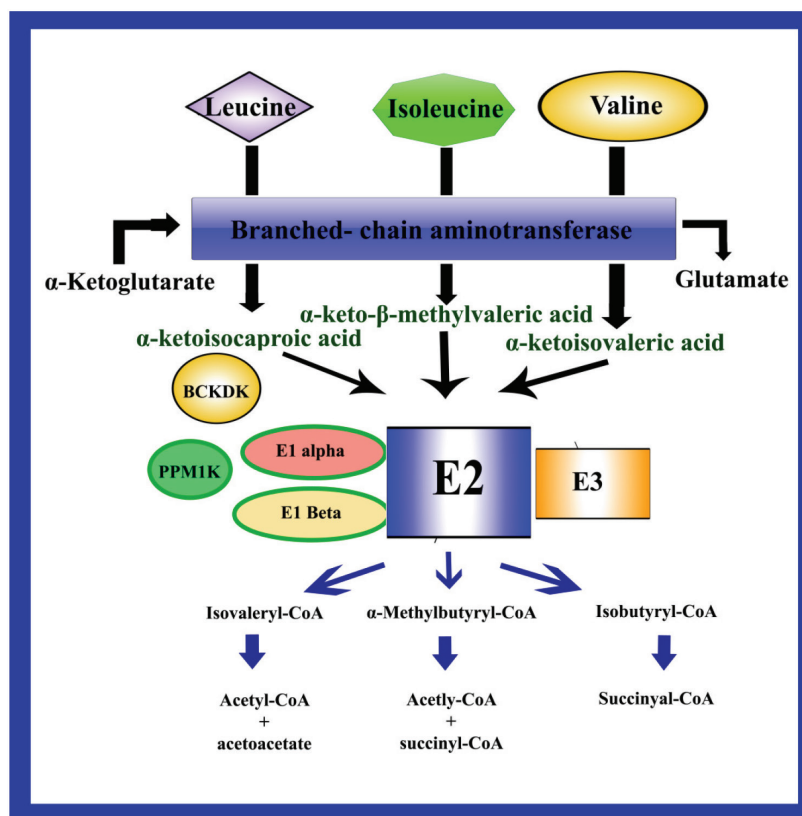 Leucine
Isoleucine
Valine
Branched- chain aminotransferase
α-Ketoglutarate
Glutamate
α-keto-β-methylvaleric acid
α-ketoisocaproic acid
α-ketoisovaleric acid
BCKDK
PPM1K
E1 alpha
E1 Beta
E2
E3
Isovaleryl-CoA
α-Methylbutyryl-CoA
Isobutyryl-CoA
Acetyl-CoA
+
acetoacetate
Acetly-CoA
+
succinyl-CoA
Succinyal-CoA